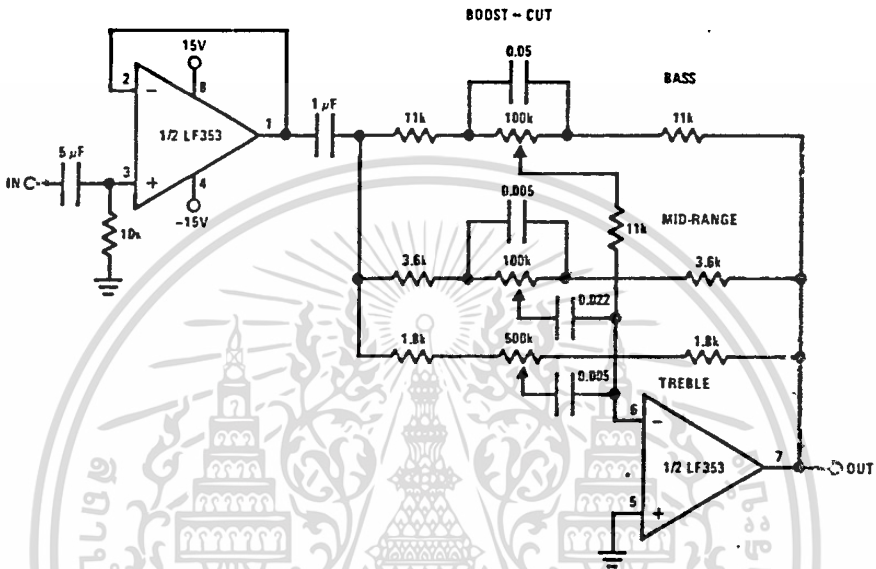 BOOST – CUT
15V
0.05
BASS
2
8
1 µF
11k
100k
11k
1
1/2 LF353
5 µF
IN
3
4
-15V
10k
0.005
MID-RANGE
11k
3.6k
100k
3.6k
0.022
1.8k
500k
1.8k
0.005
TREBLE
6
7
1/2 LF353
OUT
5